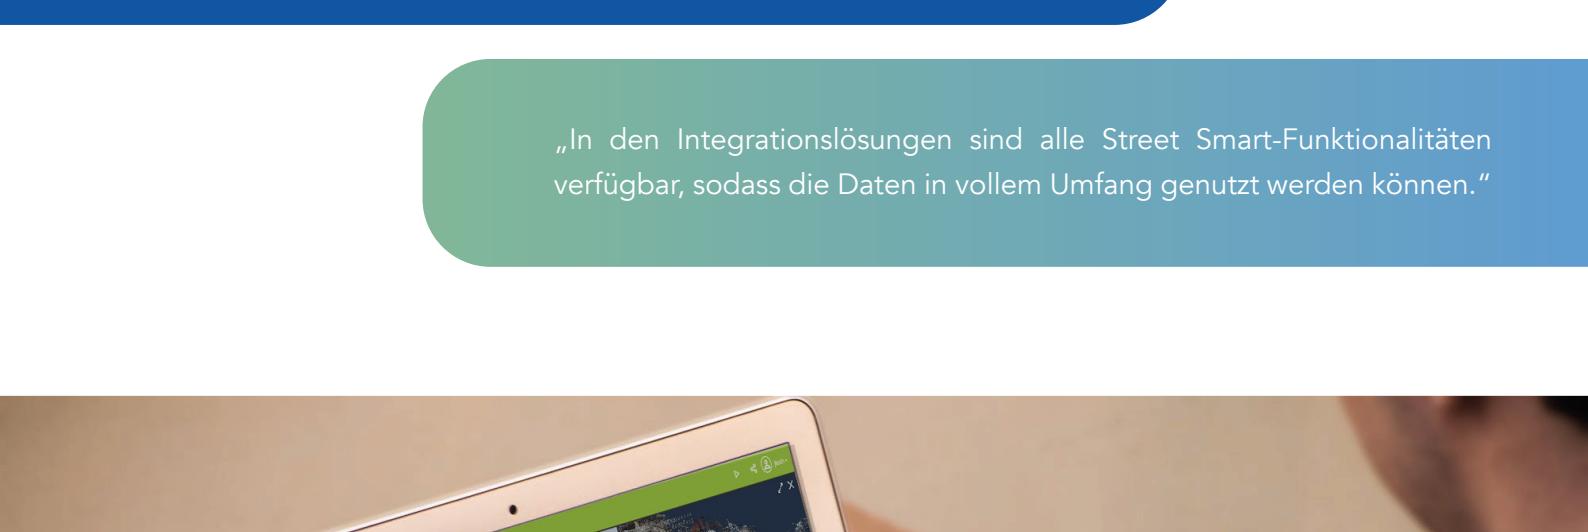 „In den Integrationslösungen sind alle Street Smart-Funktionalitäten
verfügbar, sodass die Daten in vollem Umfang genutzt werden können.“